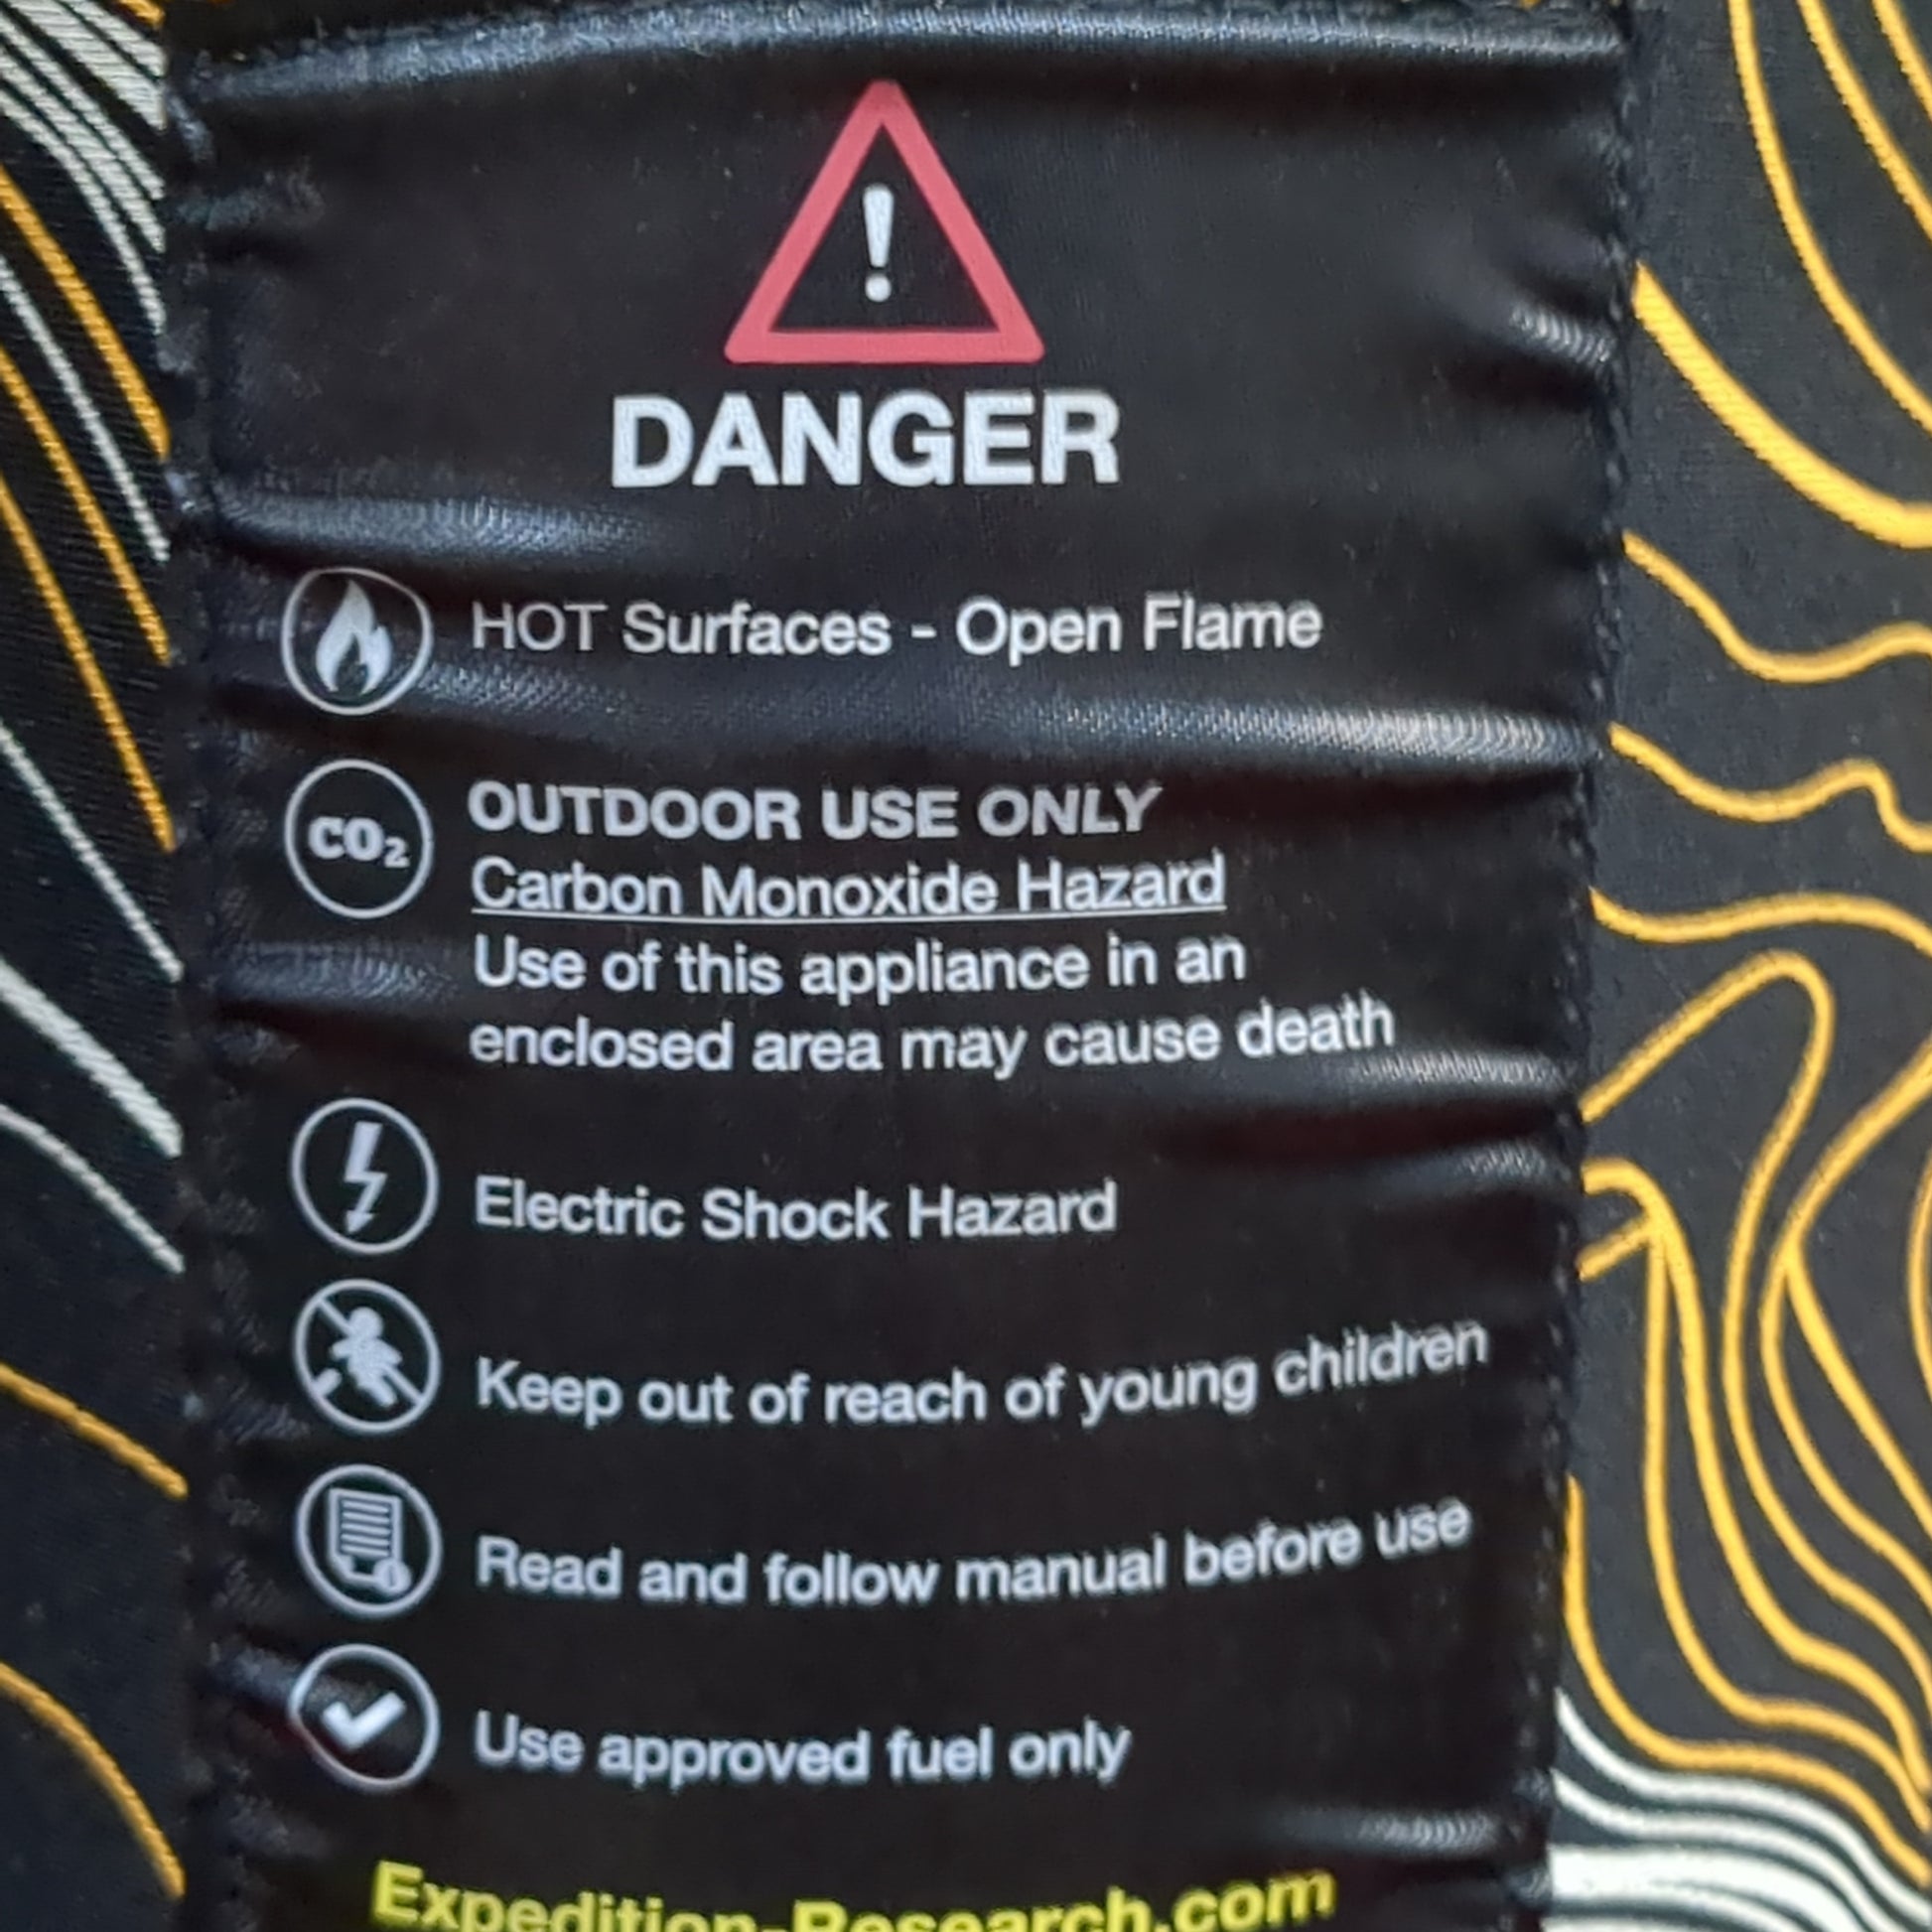 !
DANGER
HOT Surfaces - Open Flame
CO₂
OUTDOOR USE ONLY
Carbon Monoxide Hazard
Use of this appliance in an
enclosed area may cause death
Electric Shock Hazard
Keep out of reach of young children
Read and follow manual before use
Use approved fuel only
Expedition-Research.com